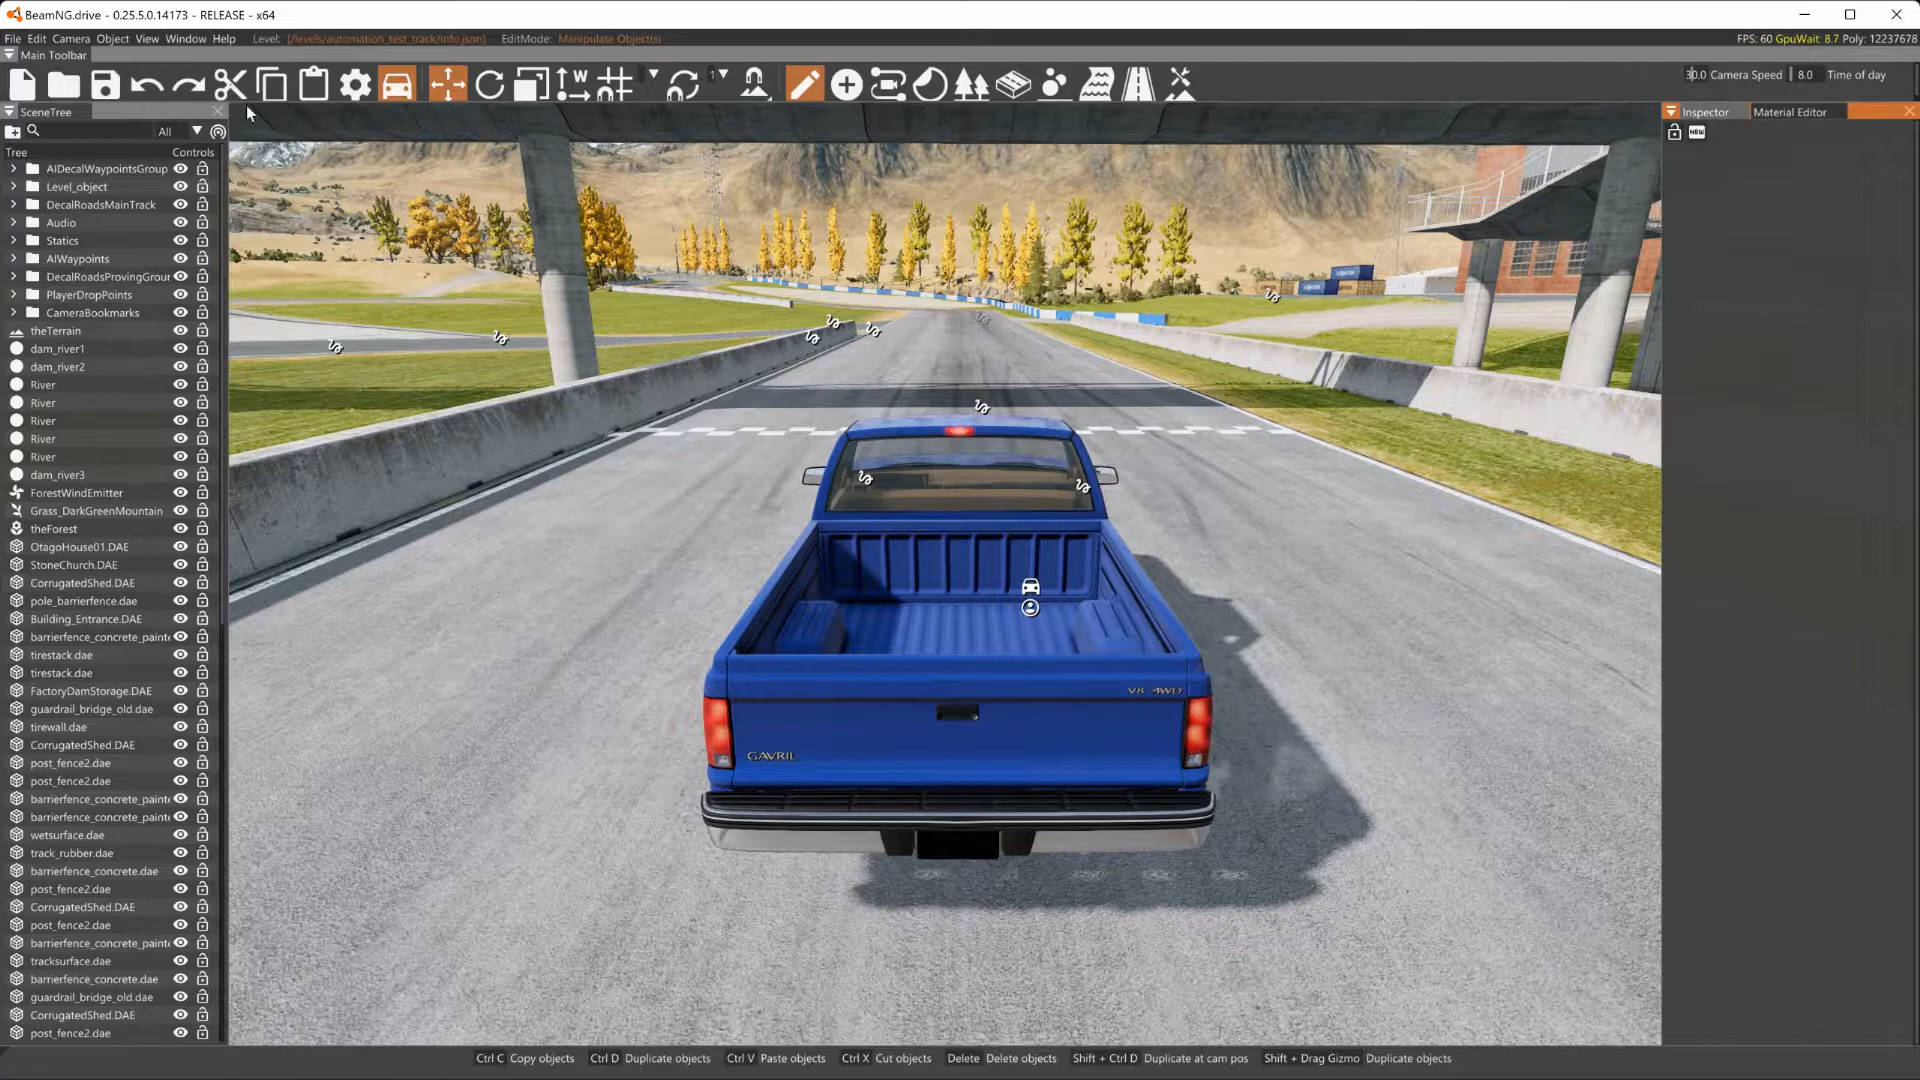 BeamNG.drive - 0.25.5.0.14173 - RELEASE - x64
File Edit Camera Object View Window Help Level: [/levels/automation_test_track/info.json] EditMode: Manipulate Object(s) FPS: 60 GpuWait: 8.7 Poly: 12237678
Main Toolbar
W 1 30.0 Camera Speed 8.0 Time of day
SceneTree
All
Tree Controls
AIDecalWaypointsGroup
Level_object
DecalRoadsMainTrack
Audio
Statics
AIWaypoints
DecalRoadsProvingGrour
PlayerDropPoints
CameraBookmarks
theTerrain
dam_river1
dam_river2
River
River
River
River
River
dam_river3
ForestWindEmitter
Grass_DarkGreenMountain
theForest
OtagoHouse01.DAE
StoneChurch.DAE
CorrugatedShed.DAE
pole_barrierfence.dae
Building_Entrance.DAE
barrierfence_concrete_painte
tirestack.dae
tirestack.dae
FactoryDamStorage.DAE
guardrail_bridge_old.dae
tirewall.dae
CorrugatedShed.DAE
post_fence2.dae
post_fence2.dae
barrierfence_concrete_painte
barrierfence_concrete_painte
wetsurface.dae
track_rubber.dae
barrierfence_concrete.dae
post_fence2.dae
CorrugatedShed.DAE
post_fence2.dae
barrierfence_concrete_painte
tracksurface.dae
barrierfence_concrete.dae
guardrail_bridge_old.dae
CorrugatedShed.DAE
post_fence2.dae
V8 4WD
GAVRIL
Inspector Material Editor
NEW
Ctrl C Copy objects Ctrl D Duplicate objects Ctrl V Paste objects Ctrl X Cut objects Delete Delete objects Shift + Ctrl D Duplicate at cam pos Shift + Drag Gizmo Duplicate objects